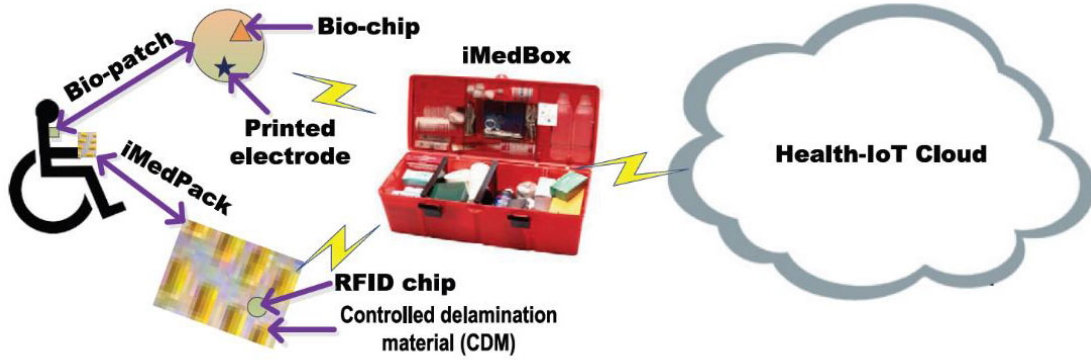 Bio-chip
iMedBox
Bio-patch
Printed
electrode
Health-IoT Cloud
iMedPack
RFID chip
Controlled delamination
material (CDM)